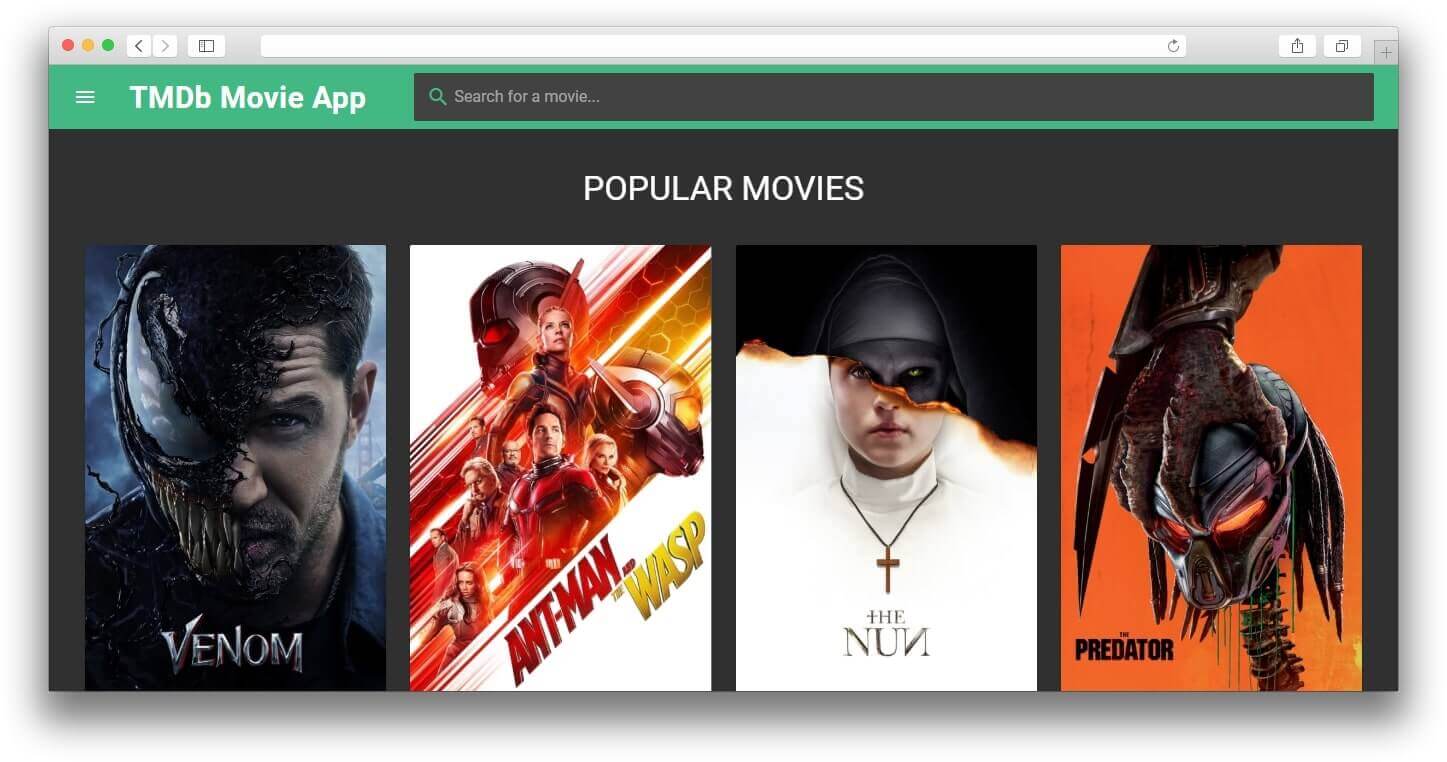 TMDb Movie App
Search for a movie...
POPULAR MOVIES
VENOM
ANT-MAN
AND
THE
WASP
THE
NUN
THE
PREDATOR